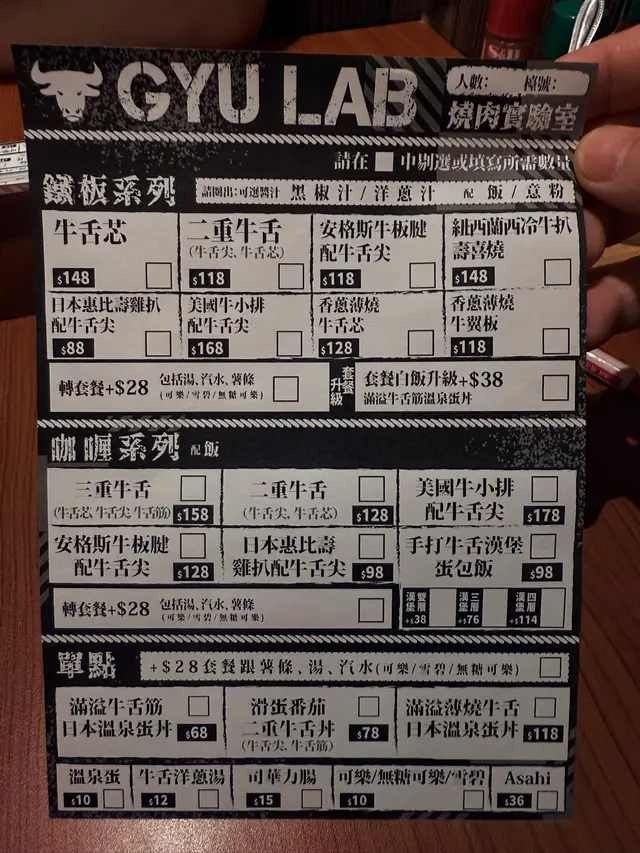 GYU LAB
人數： 檯號：
燒肉實驗室
請在□中剔選或填寫所需數量
鐵板系列 請圈出：可選醬汁 黑椒汁 / 洋蔥汁 配 飯 / 意粉
牛舌芯
$148
二重牛舌
(牛舌尖、牛舌芯)
$118
安格斯牛板腱
配牛舌尖
$118
紐西蘭西冷牛扒
壽喜燒
$148
日本惠比壽雞扒
配牛舌尖
$88
美國牛小排
配牛舌尖
$168
香蔥薄燒
牛舌芯
$128
香蔥薄燒
牛翼板
$118
轉套餐+$28 包括湯、汽水、薯條
(可樂/雪碧/無糖可樂)
套餐升級
套餐白飯升級+$38
滿溢牛舌筋溫泉蛋丼
咖喱系列 配飯
三重牛舌
(牛舌芯 牛舌尖 牛舌筋)
$158
二重牛舌
(牛舌尖、牛舌芯)
$128
美國牛小排
配牛舌尖
$178
安格斯牛板腱
配牛舌尖
$128
日本惠比壽
雞扒配牛舌尖
$98
手打牛舌漢堡
蛋包飯
$98
轉套餐+$28 包括湯、汽水、薯條
(可樂/雪碧/無糖可樂)
雙層漢堡
+$38
三層漢堡
+$76
四層漢堡
+$114
單點 +$28套餐跟薯條、湯、汽水(可樂/雪碧/無糖可樂)
滿溢牛舌筋
日本溫泉蛋丼
$68
滑蛋番茄
二重牛舌丼
(牛舌尖、牛舌筋)
$78
滿溢薄燒牛舌
日本溫泉蛋丼
$118
溫泉蛋
$10
牛舌洋蔥湯
$12
司華力腸
$15
可樂/無糖可樂/雪碧
$10
Asahi
$36